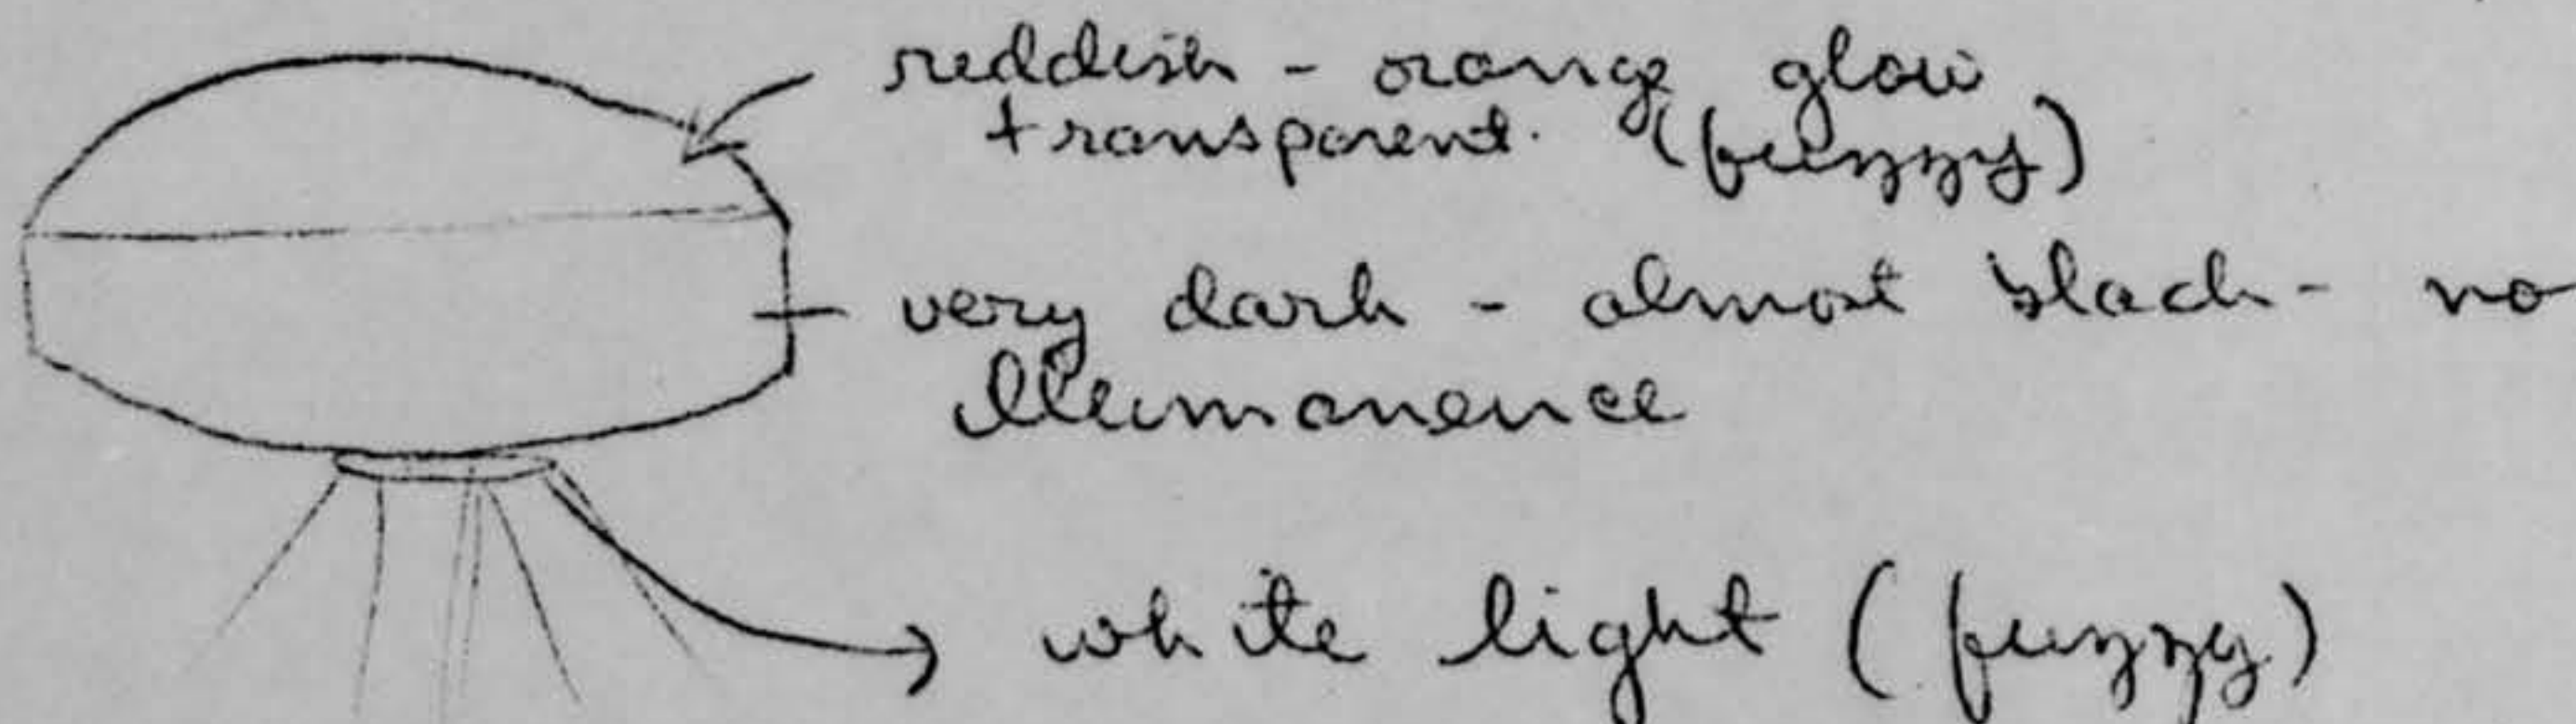 reddish - orange glow
transparent. (fuzzy)
very dark - almost black - no
illumanence
white light (fuzzy)